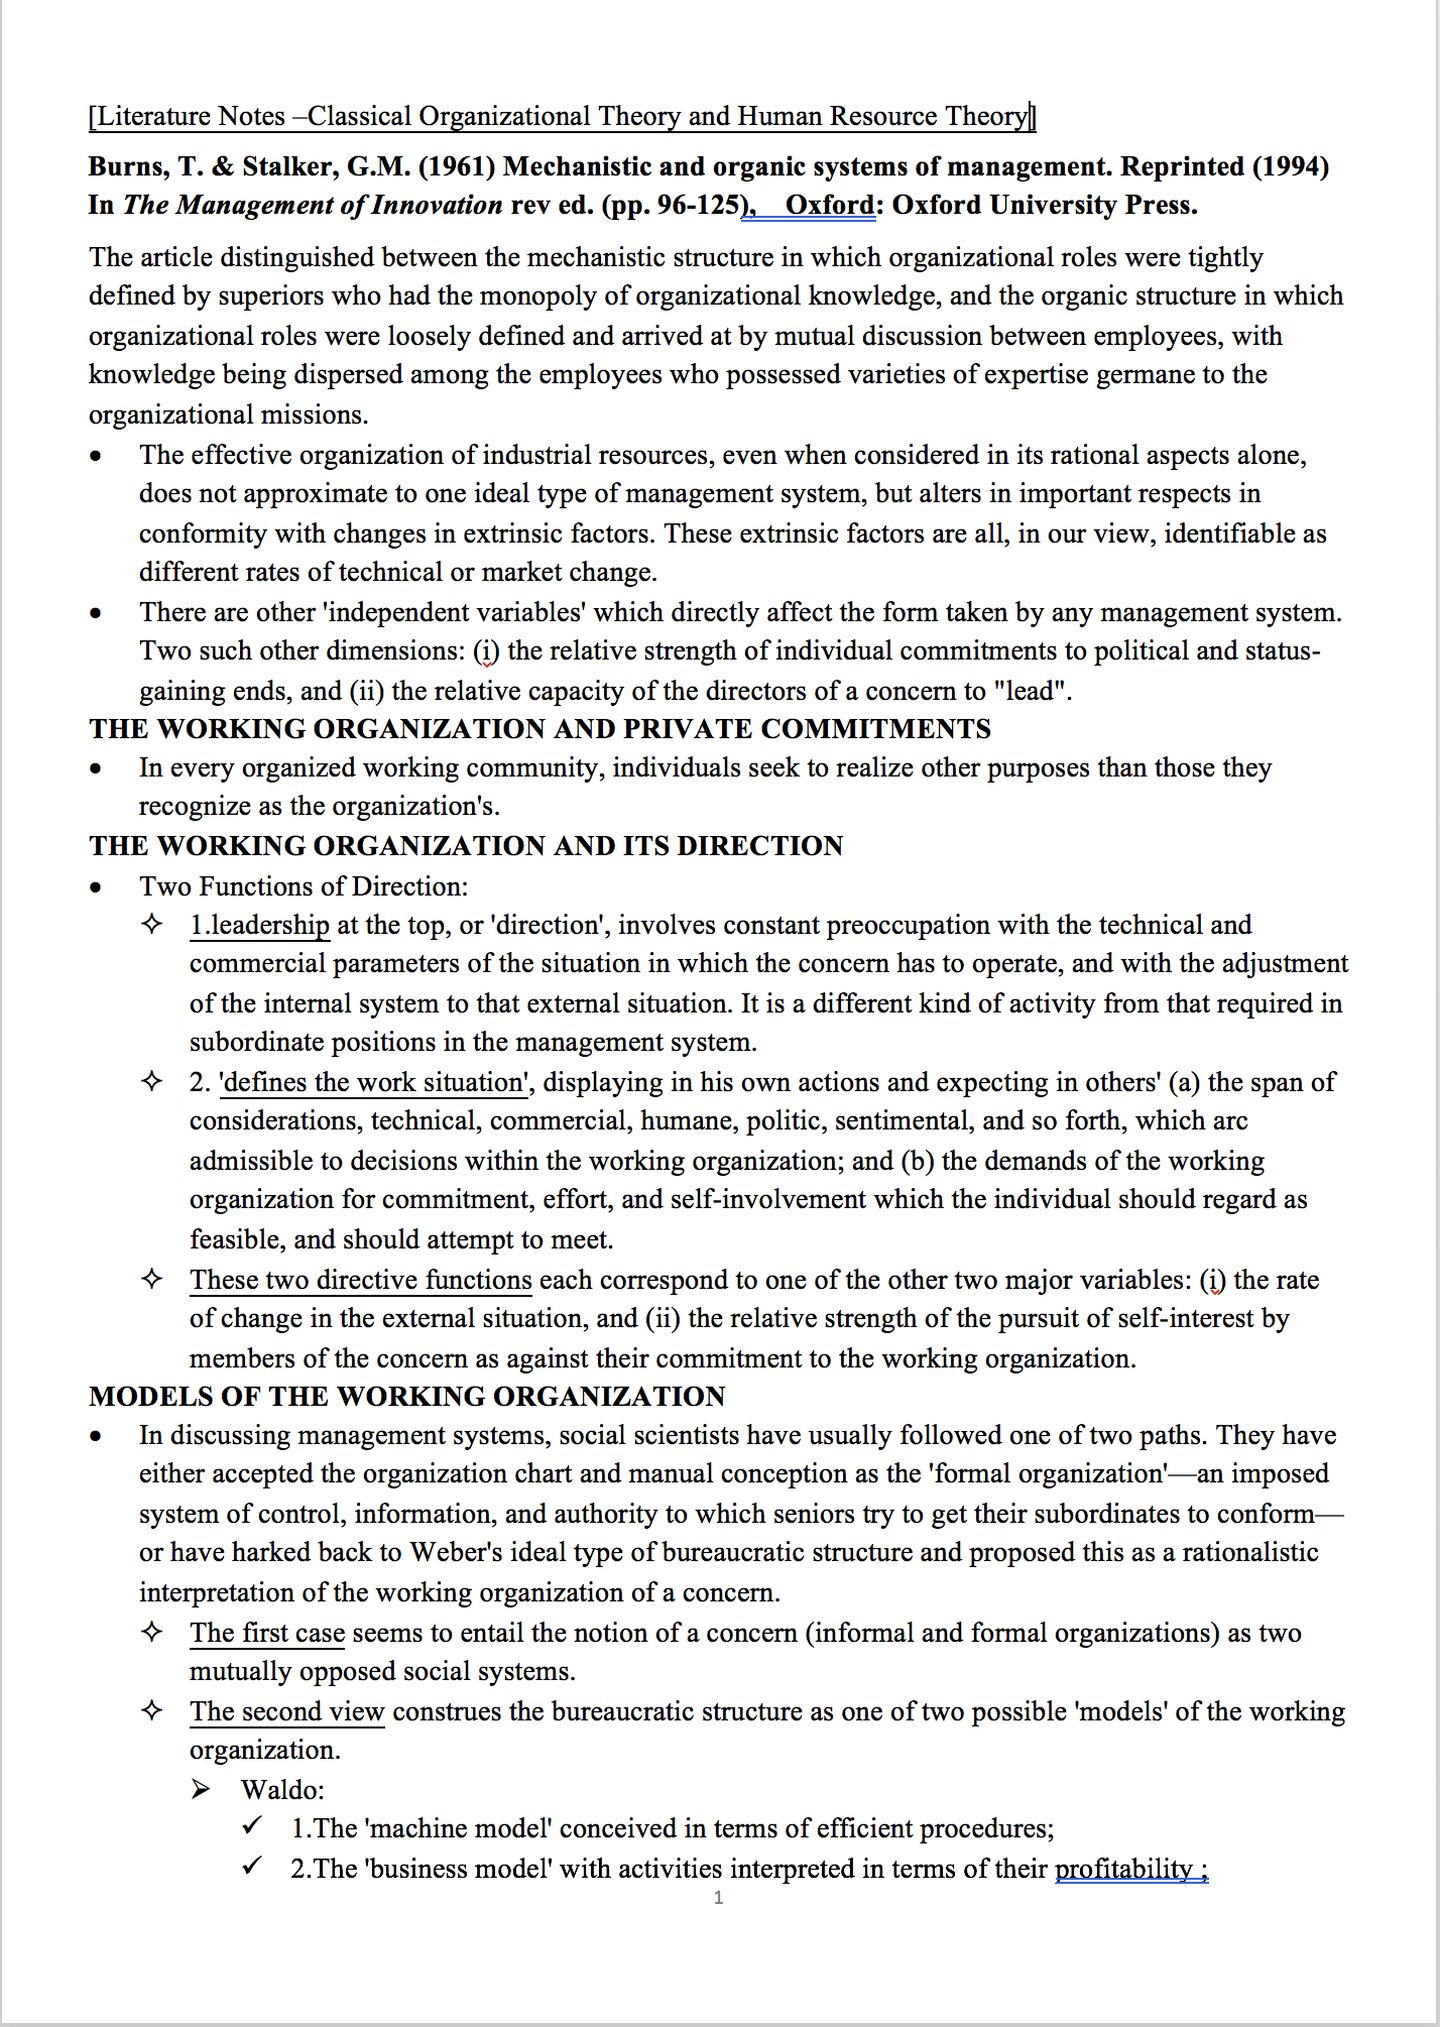 [Literature Notes –Classical Organizational Theory and Human Resource Theory]
Burns, T. & Stalker, G.M. (1961) Mechanistic and organic systems of management. Reprinted (1994)
In The Management of Innovation rev ed. (pp. 96-125), Oxford: Oxford University Press.
The article distinguished between the mechanistic structure in which organizational roles were tightly
defined by superiors who had the monopoly of organizational knowledge, and the organic structure in which
organizational roles were loosely defined and arrived at by mutual discussion between employees, with
knowledge being dispersed among the employees who possessed varieties of expertise germane to the
organizational missions.
● The effective organization of industrial resources, even when considered in its rational aspects alone,
does not approximate to one ideal type of management system, but alters in important respects in
conformity with changes in extrinsic factors. These extrinsic factors are all, in our view, identifiable as
different rates of technical or market change.
● There are other 'independent variables' which directly affect the form taken by any management system.
Two such other dimensions: (i) the relative strength of individual commitments to political and status-
gaining ends, and (ii) the relative capacity of the directors of a concern to "lead".
THE WORKING ORGANIZATION AND PRIVATE COMMITMENTS
● In every organized working community, individuals seek to realize other purposes than those they
recognize as the organization's.
THE WORKING ORGANIZATION AND ITS DIRECTION
● Two Functions of Direction:
✧ 1.leadership at the top, or 'direction', involves constant preoccupation with the technical and
commercial parameters of the situation in which the concern has to operate, and with the adjustment
of the internal system to that external situation. It is a different kind of activity from that required in
subordinate positions in the management system.
✧ 2. 'defines the work situation', displaying in his own actions and expecting in others' (a) the span of
considerations, technical, commercial, humane, politic, sentimental, and so forth, which arc
admissible to decisions within the working organization; and (b) the demands of the working
organization for commitment, effort, and self-involvement which the individual should regard as
feasible, and should attempt to meet.
✧ These two directive functions each correspond to one of the other two major variables: (i) the rate
of change in the external situation, and (ii) the relative strength of the pursuit of self-interest by
members of the concern as against their commitment to the working organization.
MODELS OF THE WORKING ORGANIZATION
● In discussing management systems, social scientists have usually followed one of two paths. They have
either accepted the organization chart and manual conception as the 'formal organization'—an imposed
system of control, information, and authority to which seniors try to get their subordinates to conform—
or have harked back to Weber's ideal type of bureaucratic structure and proposed this as a rationalistic
interpretation of the working organization of a concern.
✧ The first case seems to entail the notion of a concern (informal and formal organizations) as two
mutually opposed social systems.
✧ The second view construes the bureaucratic structure as one of two possible 'models' of the working
organization.
➢ Waldo:
✓ 1.The 'machine model' conceived in terms of efficient procedures;
✓ 2.The 'business model' with activities interpreted in terms of their profitability ;
1